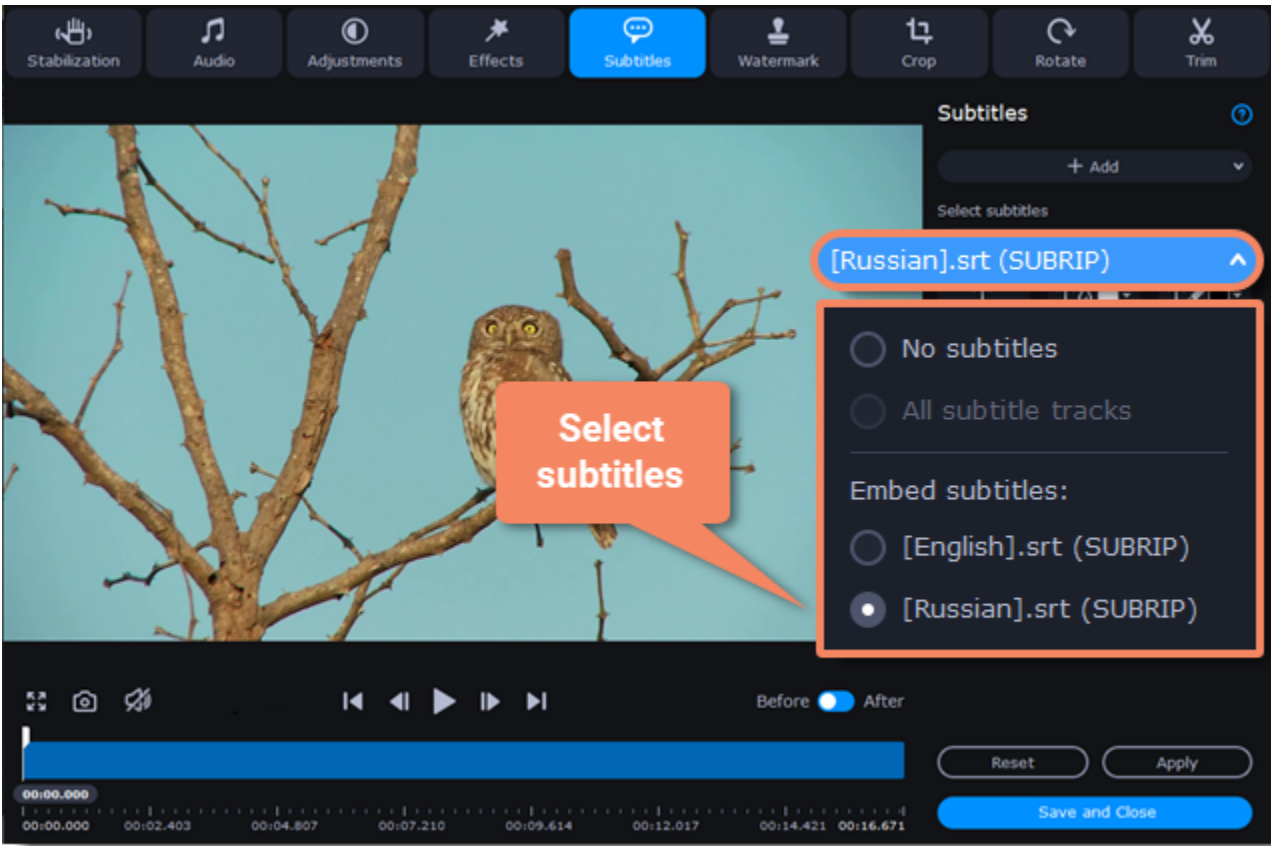 Stabilization
Audio
Adjustments
Effects
Subtitles
Watermark
Crop
Rotate
Trim
Subtitles
?
+ Add
Select subtitles
[Russian].srt (SUBRIP)
No subtitles
All subtitle tracks
Embed subtitles:
[English].srt (SUBRIP)
[Russian].srt (SUBRIP)
Select
subtitles
Before
After
Reset
Apply
00:00.000
00:00.000 00:02.403 00:04.807 00:07.210 00:09.614 00:12.017 00:14.421 00:16.671
Save and Close